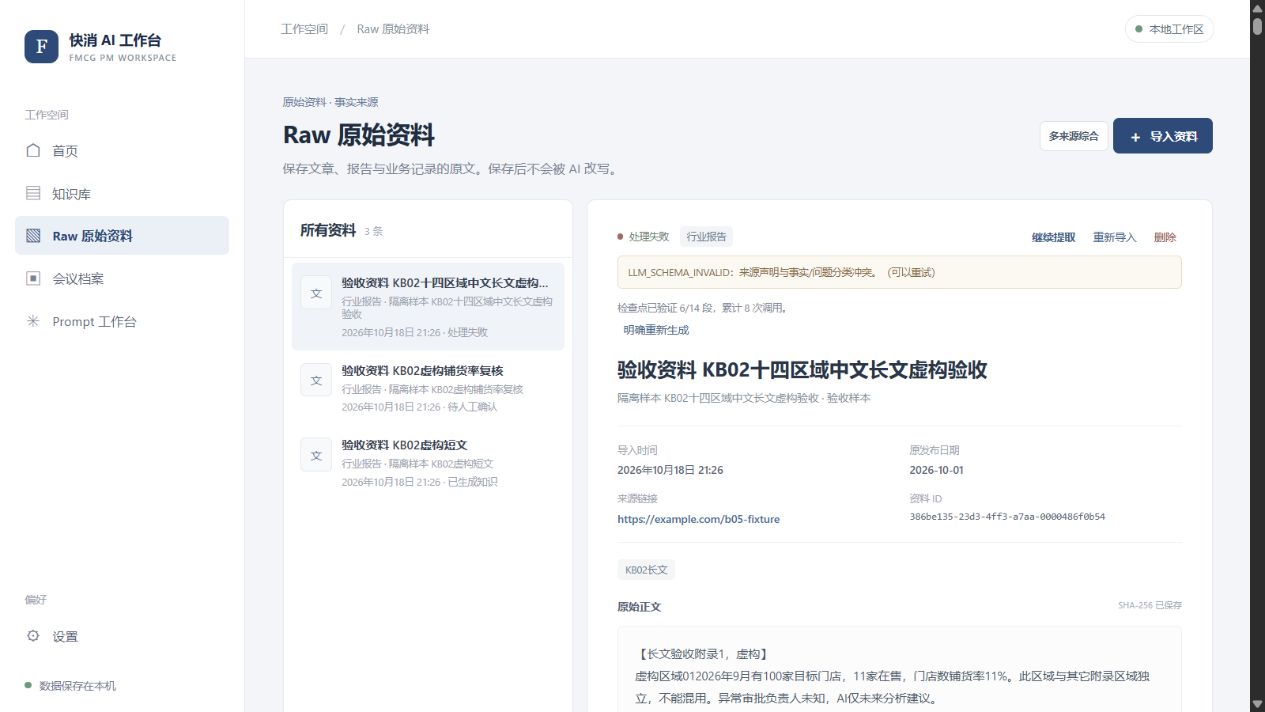 F
快消 AI 工作台
FMCG PM WORKSPACE
工作空间
首页
知识库
Raw 原始资料
会议档案
Prompt 工作台
偏好
设置
数据保存在本机
工作空间 / Raw 原始资料
本地工作区
原始资料 · 事实来源
Raw 原始资料
保存文章、报告与业务记录的原文。保存后不会被 AI 改写。
多来源综合
+ 导入资料
所有资料 3 条
文
验收资料 KB02十四区域中文长文虚构...
行业报告 · 隔离样本 KB02十四区域中文长文虚构
验收
2026年10月18日 21:26 · 处理失败
文
验收资料 KB02虚构铺货率复核
行业报告 · 隔离样本 KB02虚构铺货率复核
2026年10月18日 21:26 · 待人工确认
文
验收资料 KB02虚构短文
行业报告 · 隔离样本 KB02虚构短文
2026年10月18日 21:26 · 已生成知识
处理失败 行业报告
继续提取 重新导入 删除
LLM_SCHEMA_INVALID：来源声明与事实/问题分类冲突。（可以重试）
检查点已验证 6/14 段，累计 8 次调用。
明确重新生成
验收资料 KB02十四区域中文长文虚构验收
隔离样本 KB02十四区域中文长文虚构验收 · 验收样本
导入时间
2026年10月18日 21:26
原发布日期
2026-10-01
来源链接
https://example.com/b05-fixture
资料 ID
386be135-23d3-4ff3-a7aa-0000486f0b54
KB02长文
原始正文
SHA-256 已保存
【长文验收附录1，虚构】
虚构区域012026年9月有100家目标门店，11家在售，门店数铺货率11%。此区域与其它附录区域独
立，不能混用。异常审批负责人未知，AI仅未来分析建议。